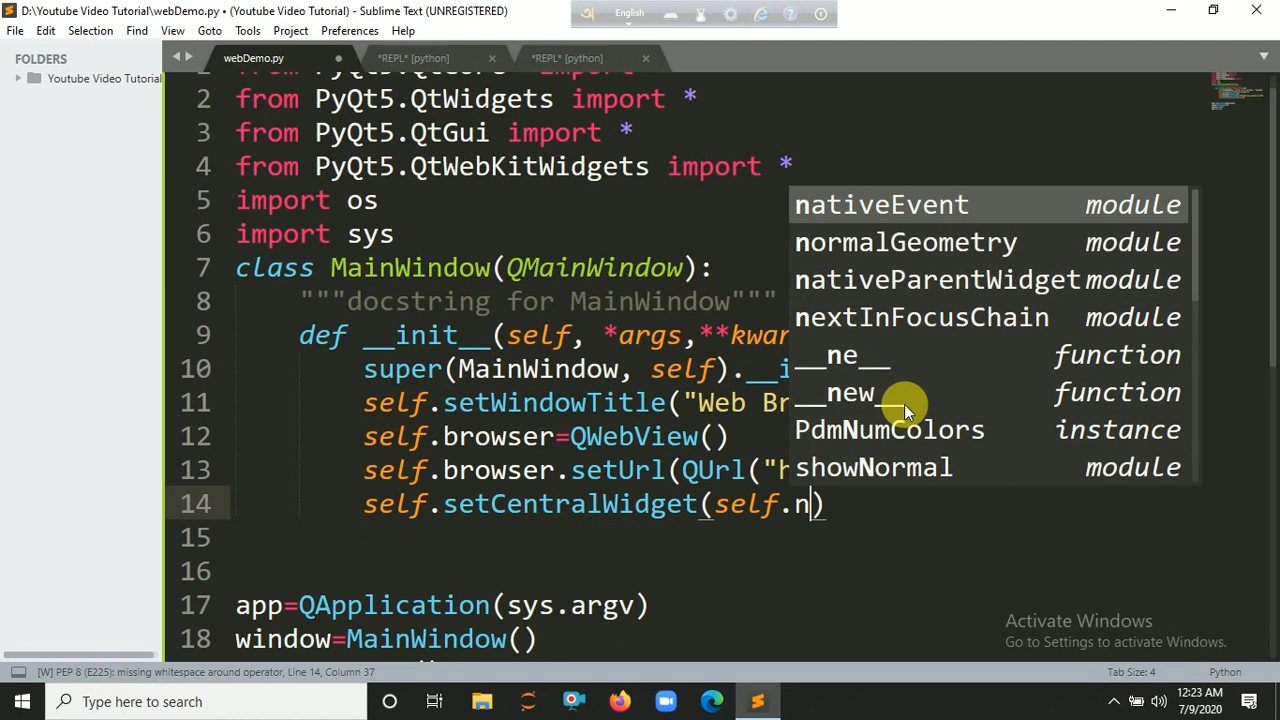 D:\Youtube Video Tutorial\webDemo.py • (Youtube Video Tutorial) - Sublime Text (UNREGISTERED)
English
File Edit Selection Find View Goto Tools Project Preferences Help
FOLDERS
Youtube Video Tutorial
webDemo.py
*REPL* [python]
*REPL* [python]
2 from PyQt5.QtWidgets import *
3 from PyQt5.QtGui import *
4 from PyQt5.QtWebKitWidgets import *
5 import os
6 import sys
7 class MainWindow(QMainWindow):
8 """docstring for MainWindow"""
9 def __init__(self, *args,**kwar
10 super(MainWindow, self).__i
11 self.setWindowTitle("Web Br
12 self.browser=QWebView()
13 self.browser.setUrl(QUrl("h
14 self.setCentralWidget(self.n)
15
16
17 app=QApplication(sys.argv)
18 window=MainWindow()
nativeEvent module
normalGeometry module
nativeParentWidget module
nextInFocusChain module
__ne__ function
__new__ function
PdmNumColors instance
showNormal module
Activate Windows
Go to Settings to activate Windows.
[W] PEP 8 (E225): missing whitespace around operator, Line 14, Column 37
Tab Size: 4
Python
Type here to search
12:23 AM
7/9/2020